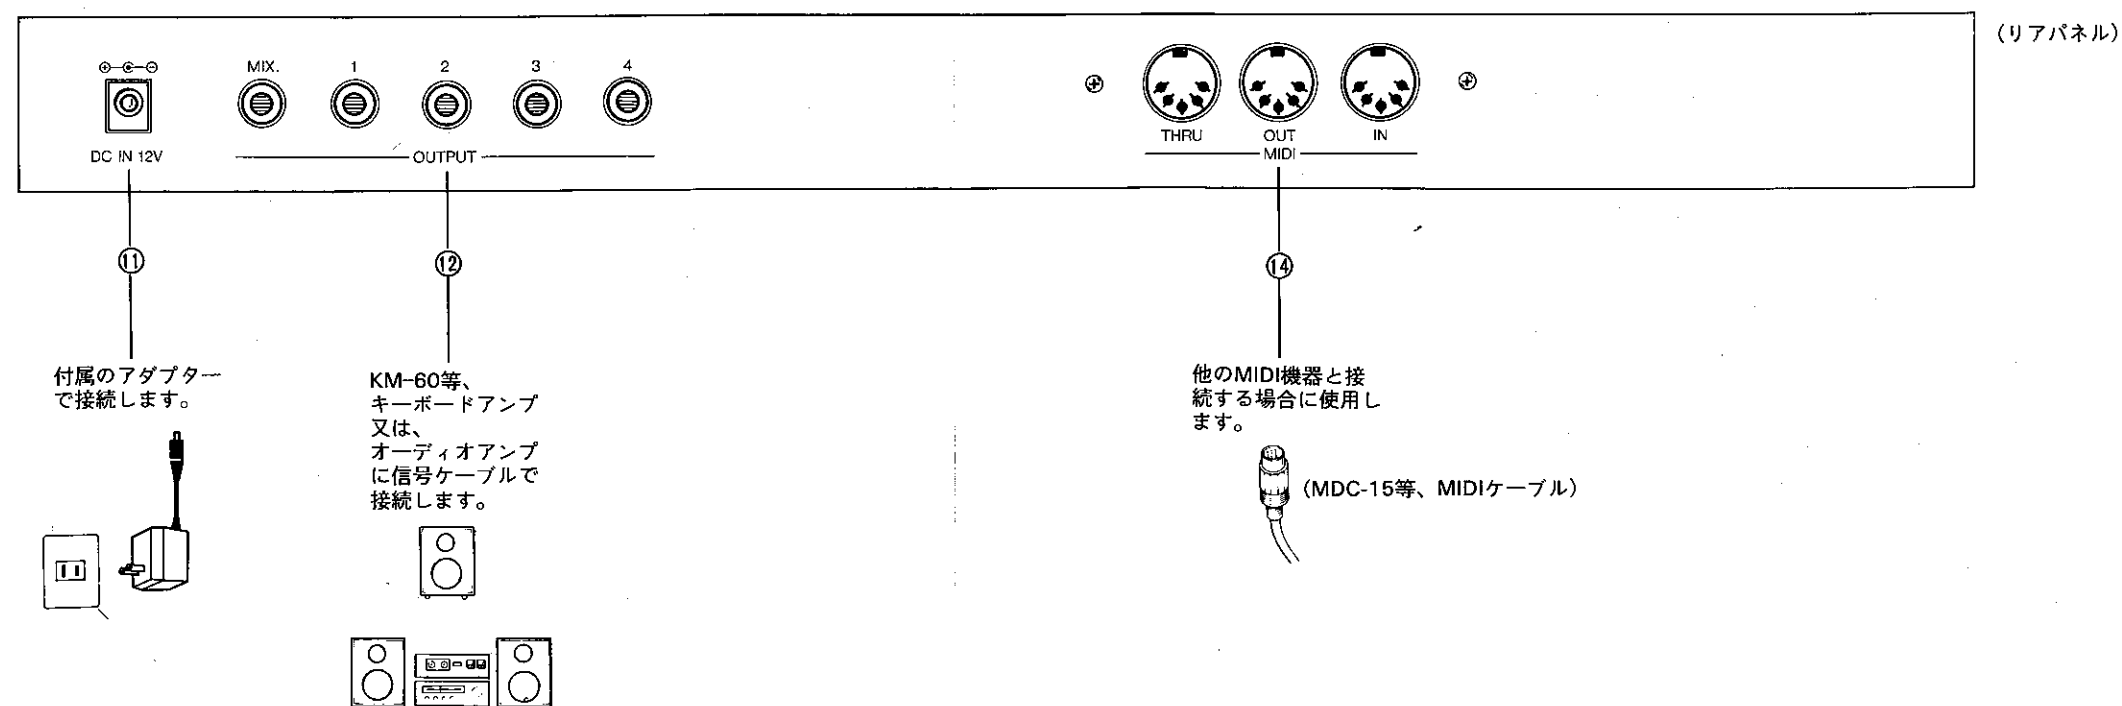 (リアパネル)
⊕-◉-⊖
MIX. 1 2 3 4
DC IN 12V
OUTPUT
THRU OUT IN
MIDI
⑪
⑫
⑭
付属のアダプター
で接続します。
KM-60等、
キーボードアンプ
又は、
オーディオアンプ
に信号ケーブルで
接続します。
他のMIDI機器と接
続する場合に使用し
ます。
(MDC-15等、MIDIケーブル)